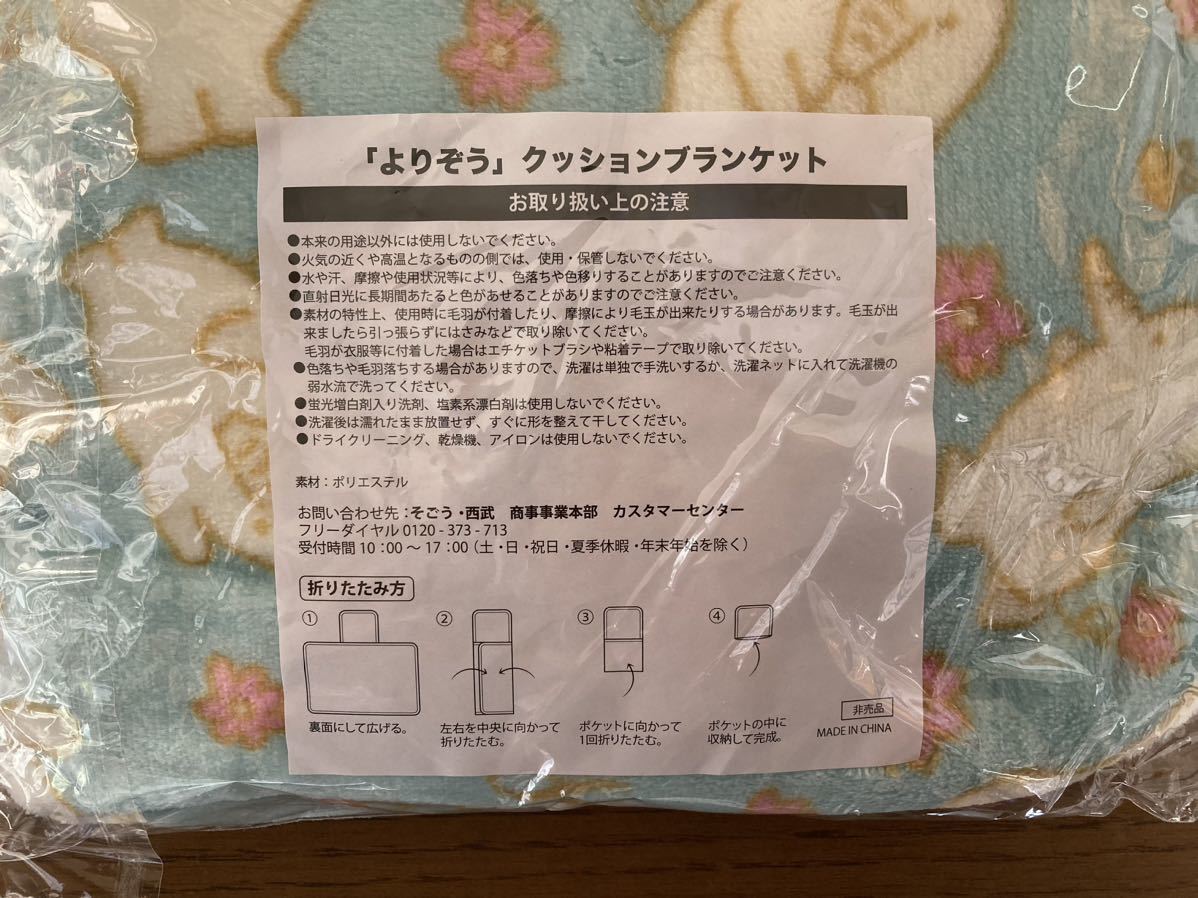 「よりぞう」クッションブランケット
お取り扱い上の注意
●本来の用途以外には使用しないでください。
●火気の近くや高温となるものの側では、使用・保管しないでください。
●水や汗、摩擦や使用状況等により、色落ちや色移りすることがありますのでご注意ください。
●直射日光に長期間あたると色があせることがありますのでご注意ください。
●素材の特性上、使用時に毛羽が付着したり、摩擦により毛玉が出来たりする場合があります。毛玉が出
来ましたら引っ張らずにはさみなどで取り除いてください。
毛羽が衣服等に付着した場合はエチケットブラシや粘着テープで取り除いてください。
●色落ちや毛羽落ちする場合がありますので、洗濯は単独で手洗いするか、洗濯ネットに入れて洗濯機の
弱水流で洗ってください。
●蛍光増白剤入り洗剤、塩素系漂白剤は使用しないでください。
●洗濯後は濡れたまま放置せず、すぐに形を整えて干してください。
●ドライクリーニング、乾燥機、アイロンは使用しないでください。
素材：ポリエステル
お問い合わせ先：そごう・西武　商事事業本部　カスタマーセンター
フリーダイヤル 0120 - 373 - 713
受付時間 10：00 〜 17：00（土・日・祝日・夏季休暇・年末年始を除く）
折りたたみ方
① ② ③ ④
裏面にして広げる。
左右を中央に向かって
折りたたむ。
ポケットに向かって
1回折りたたむ。
ポケットの中に
収納して完成。
非売品
MADE IN CHINA